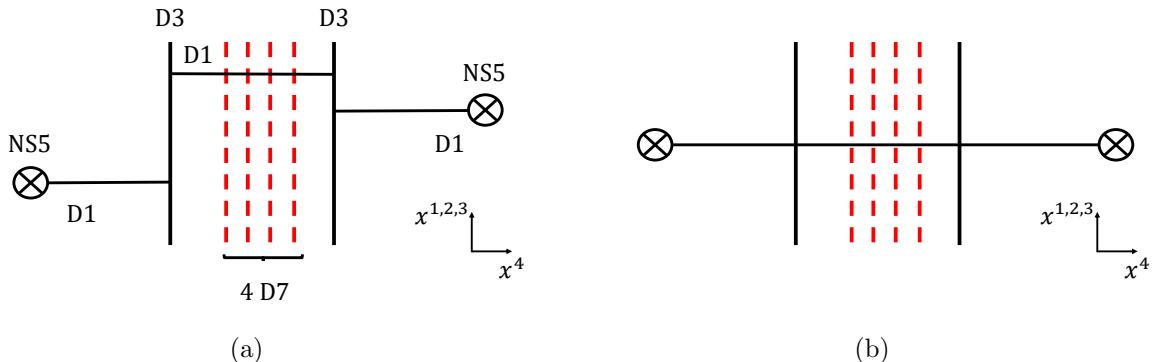 D3
D3
D1
NS5
NS5
D1
D1
x^{1,2,3}
x^{1,2,3}
x^4
x^4
4 D7
(a)
(b)